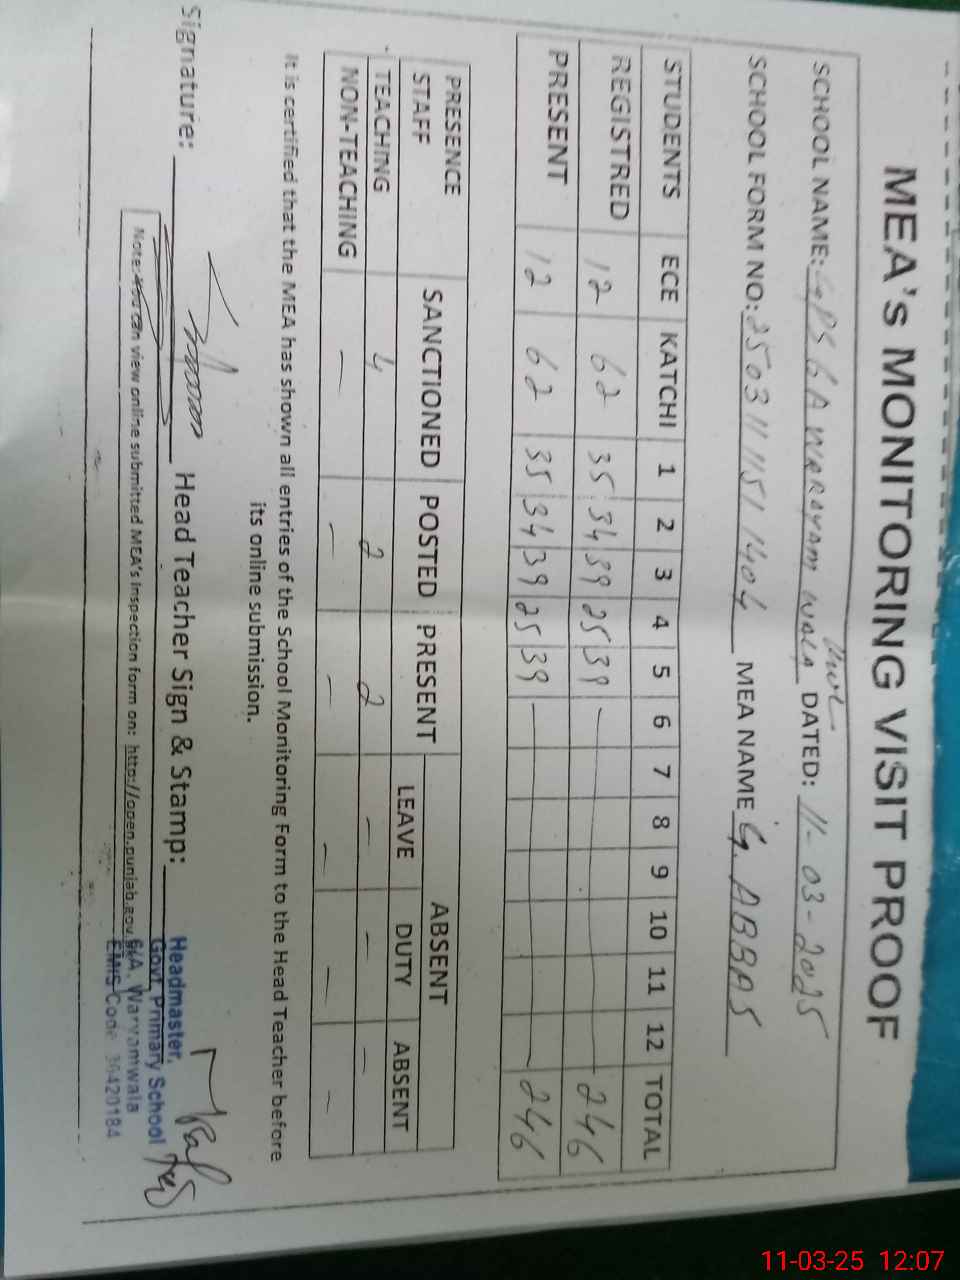 MEA's MONITORING VISIT PROOF
SCHOOL NAME: GPS 6A WARAYAM WALA DATED: 11-03-2025
SCHOOL FORM NO: 35031115 1404 MEA NAME G. ABBAS
STUDENTS ECE KATCHI 1 2 3 4 5 6 7 8 9 10 11 12 TOTAL
REGISTRED 12 62 35 34 39 25 39 — 246
PRESENT 12 62 35 34 39 25 39 — 246
PRESENCE SANCTIONED POSTED PRESENT ABSENT
STAFF LEAVE DUTY ABSENT
TEACHING 4 2 2 — — —
NON-TEACHING — — — — — —
It is certified that the MEA has shown all entries of the School Monitoring Form to the Head Teacher before
its online submission.
Signature: Head Teacher Sign & Stamp:
Headmaster,
Govt. Primary School
6/A, Waryamwala
EMIS Code 36420184
Note: You can view online submitted MEA's inspection form on: http://open.punjab.gov.pk
11-03-25 12:07